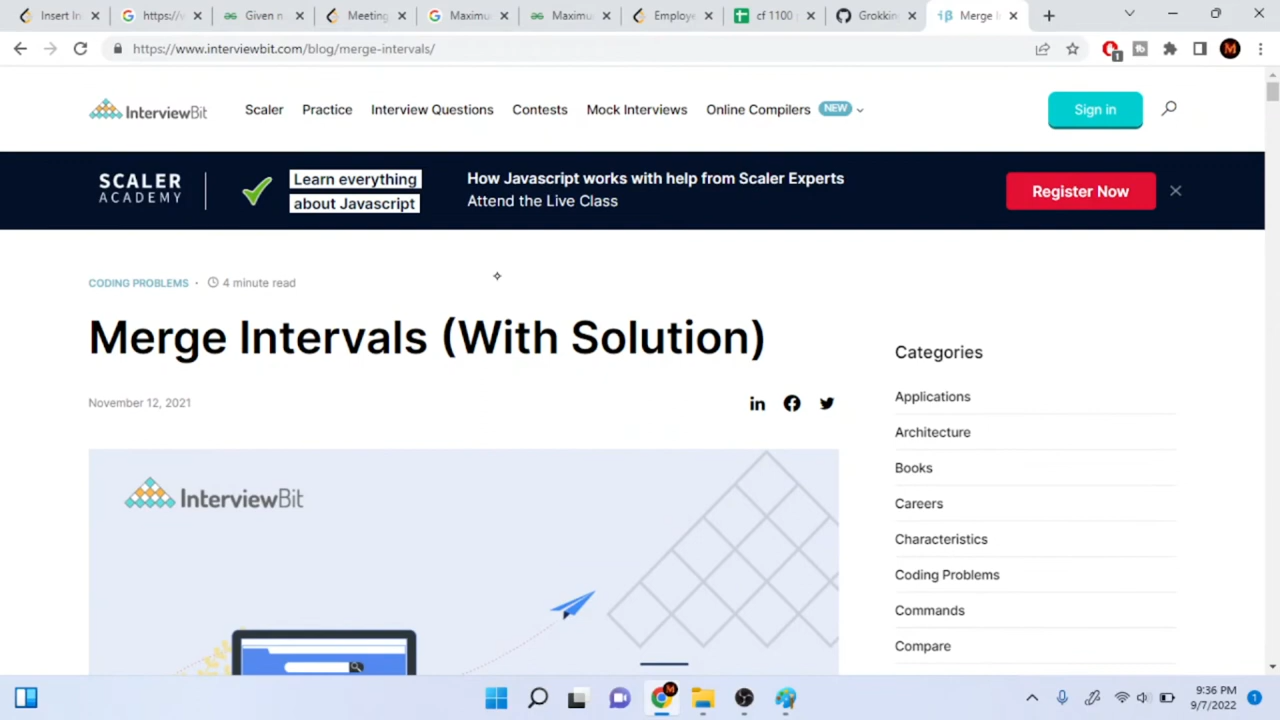 Insert In
https://v
Given n
Meeting
Maximu
Maximu
Employe
cf 1100
Grokkin
Merge I
https://www.interviewbit.com/blog/merge-intervals/
1
M
InterviewBit
Scaler
Practice
Interview Questions
Contests
Mock Interviews
Online Compilers
NEW
Sign in
SCALER
ACADEMY
Learn everything
about Javascript
How Javascript works with help from Scaler Experts
Attend the Live Class
Register Now
CODING PROBLEMS
4 minute read
Merge Intervals (With Solution)
November 12, 2021
InterviewBit
Categories
Applications
Architecture
Books
Careers
Characteristics
Coding Problems
Commands
Compare
M
9:36 PM
9/7/2022
1